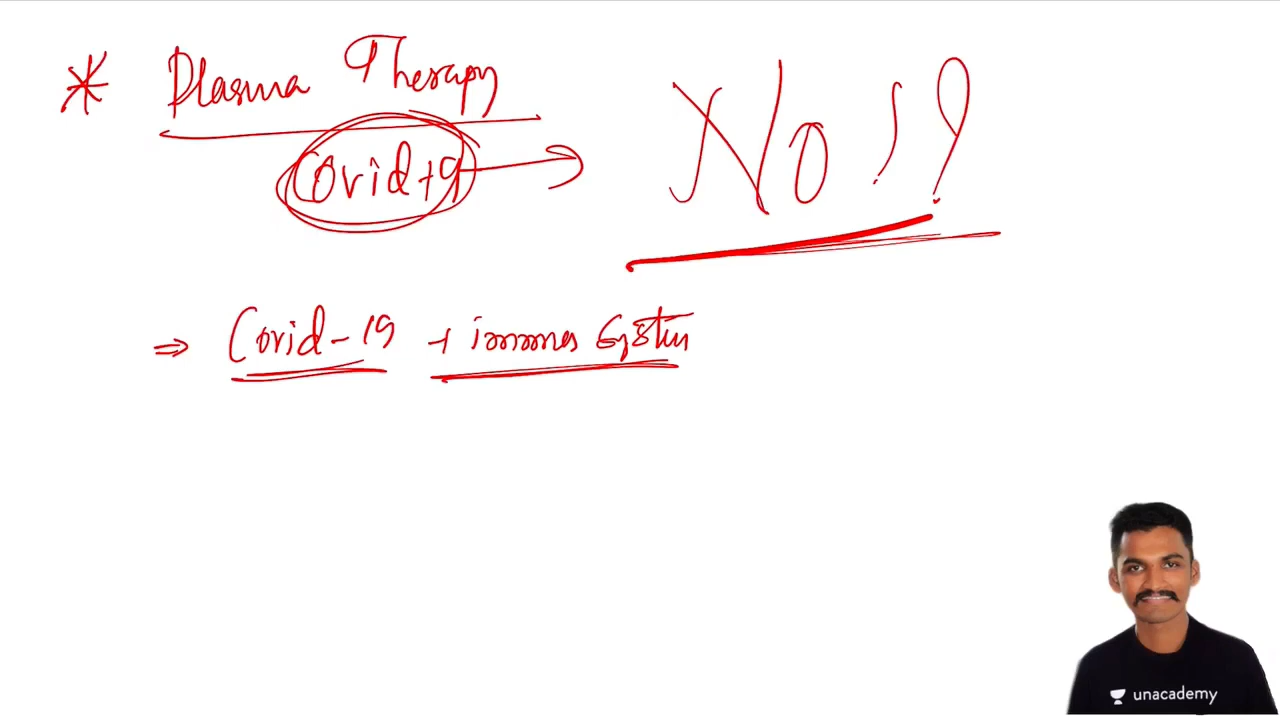 * Plasma Therapy
Covid-19 → No !?
⇒ Covid-19 + immune System
unacademy